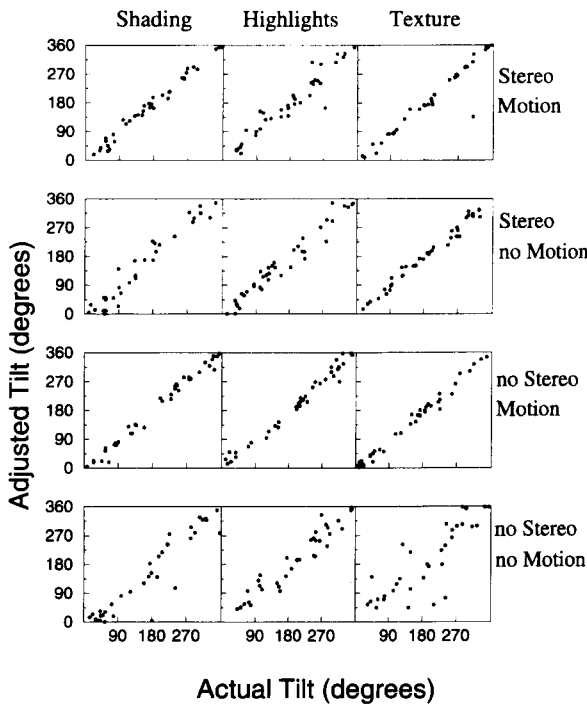 Shading Highlights Texture
360
270
180
90
0
Stereo
Motion
360
270
180
90
0
Stereo
no Motion
360
270
180
90
0
no Stereo
Motion
360
270
180
90
0
no Stereo
no Motion
90 180 270 90 180 270 90 180 270
Adjusted Tilt (degrees)
Actual Tilt (degrees)